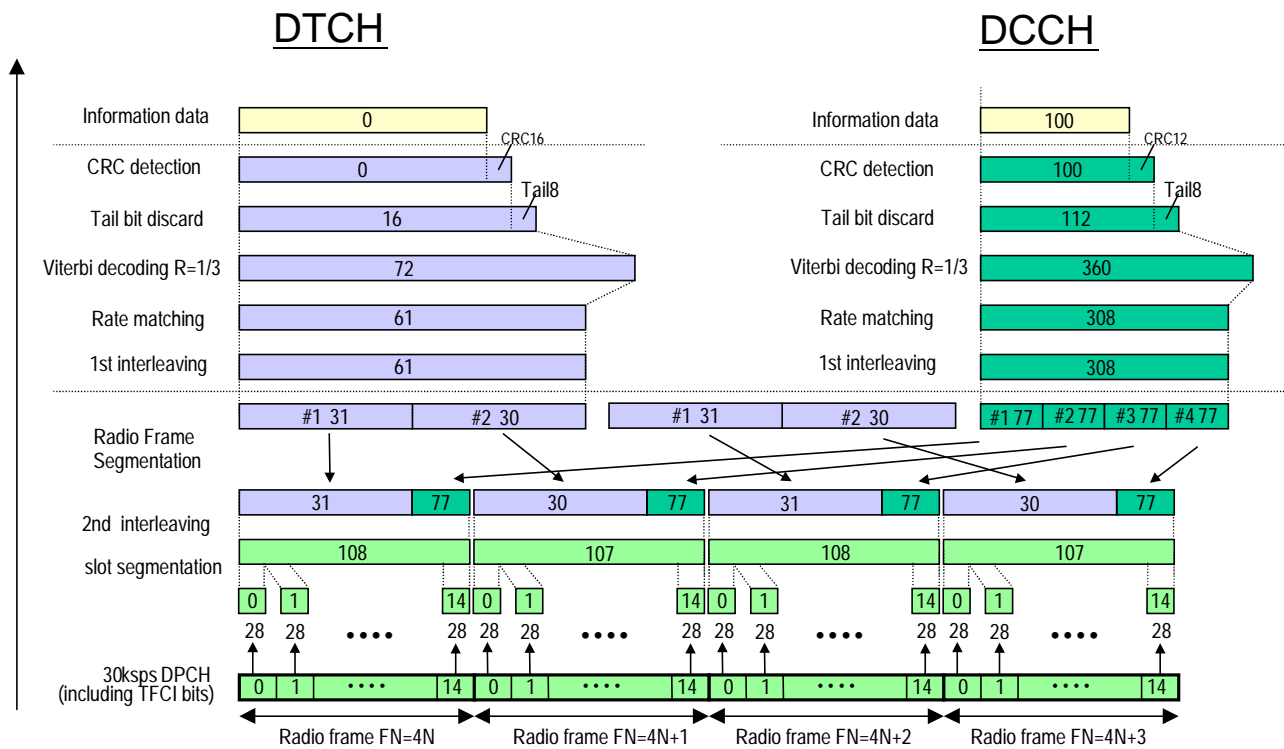 DTCH DCCH
Information data 0 Information data 100
CRC16 CRC12
CRC detection 0 CRC detection 100
Tail8 Tail8
Tail bit discard 16 Tail bit discard 112
Viterbi decoding R=1/3 72 Viterbi decoding R=1/3 360
Rate matching 61 Rate matching 308
1st interleaving 61 1st interleaving 308
#1 31 #2 30 #1 31 #2 30 #1 77 #2 77 #3 77 #4 77
Radio Frame
Segmentation
31 77 30 77 31 77 30 77
2nd interleaving
108 107 108 107
slot segmentation
0 1 14 0 1 14 0 1 14 0 1 14
28 28 •••• 28 28 28 •••• 28 28 28 •••• 28 28 28 •••• 28
30ksps DPCH
(including TFCI bits)
0 1 •••• 14 0 1 •••• 14 0 1 •••• 14 0 1 •••• 14
Radio frame FN=4N Radio frame FN=4N+1 Radio frame FN=4N+2 Radio frame FN=4N+3